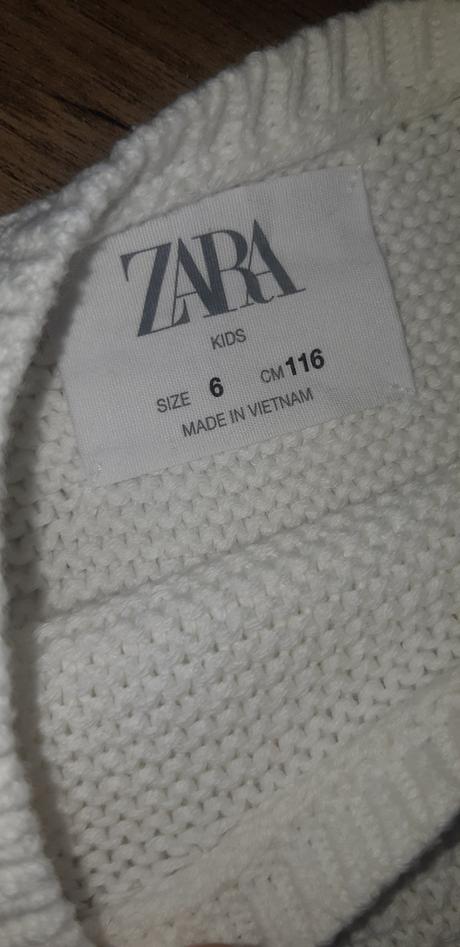 ZARA
KIDS
SIZE 6 CM 116
MADE IN VIETNAM